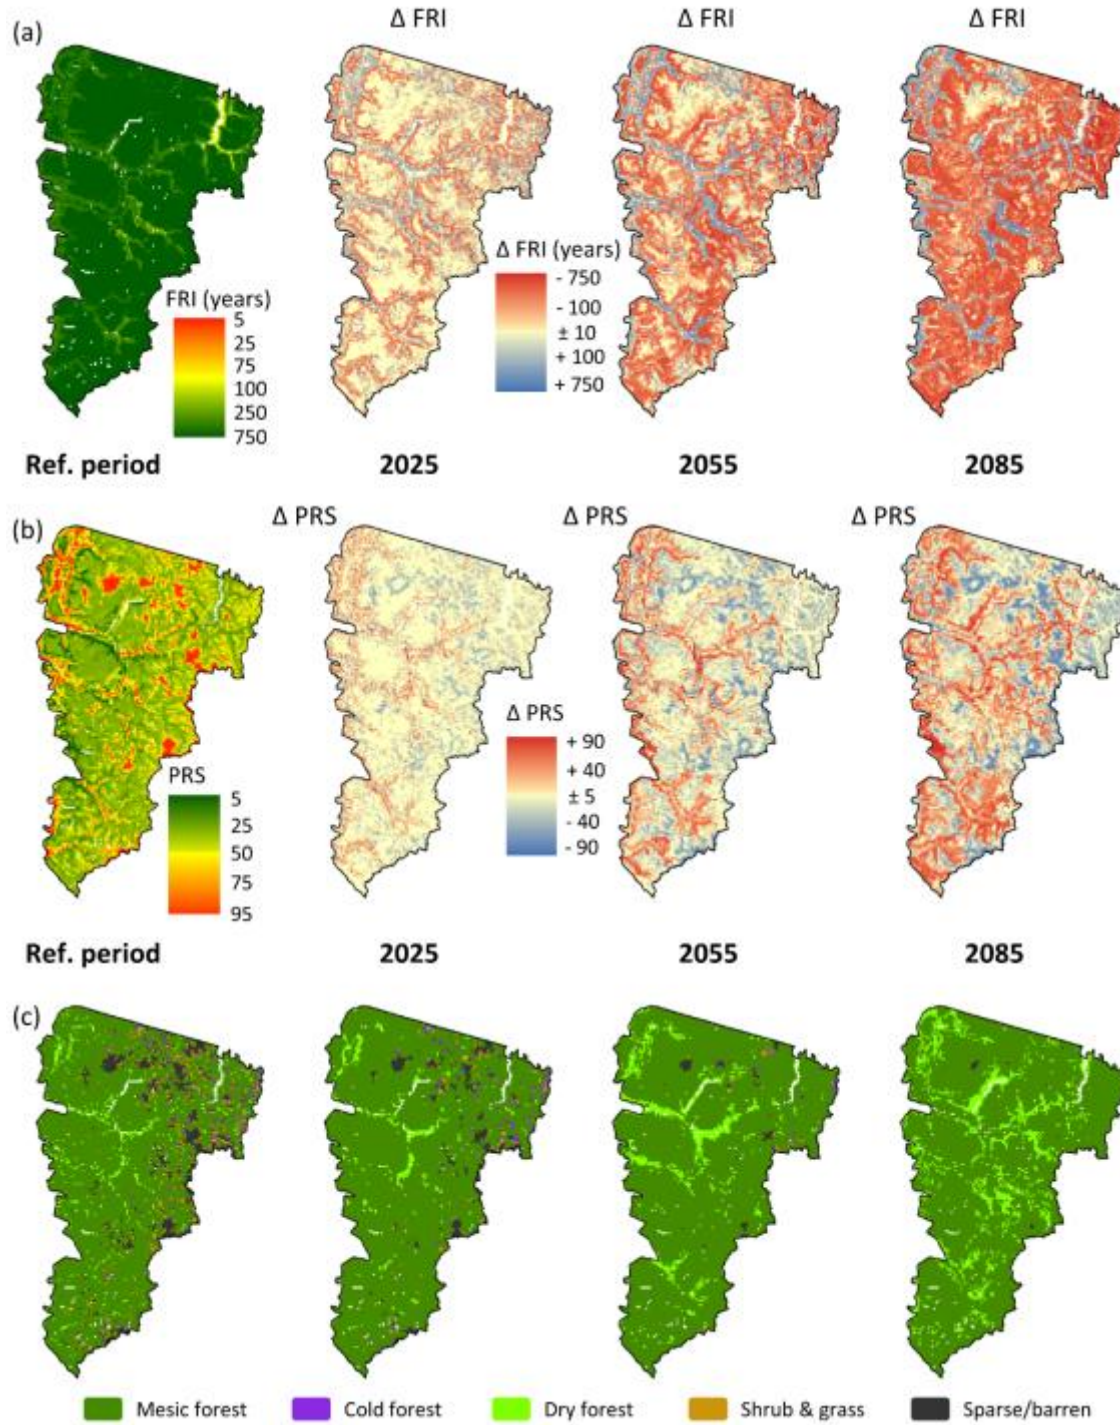 (a)
Δ FRI
Δ FRI
Δ FRI
FRI (years)
5
25
75
100
250
750
Δ FRI (years)
- 750
- 100
± 10
+ 100
+ 750
Ref. period
2025
2055
2085
(b)
Δ PRS
Δ PRS
Δ PRS
PRS
5
25
50
75
95
Δ PRS
+ 90
+ 40
± 5
- 40
- 90
Ref. period
2025
2055
2085
(c)
Mesic forest
Cold forest
Dry forest
Shrub & grass
Sparse/barren